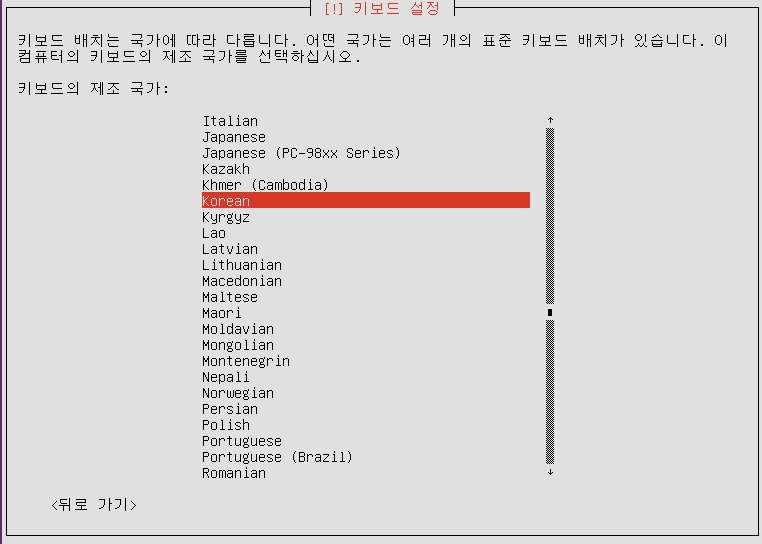 [!] 키보드 설정
키보드 배치는 국가에 따라 다릅니다. 어떤 국가는 여러 개의 표준 키보드 배치가 있습니다. 이
컴퓨터의 키보드의 제조 국가를 선택하십시오.
키보드의 제조 국가:
Italian
Japanese
Japanese (PC-98xx Series)
Kazakh
Khmer (Cambodia)
Korean
Kyrgyz
Lao
Latvian
Lithuanian
Macedonian
Maltese
Maori
Moldavian
Mongolian
Montenegrin
Nepali
Norwegian
Persian
Polish
Portuguese
Portuguese (Brazil)
Romanian
<뒤로 가기>